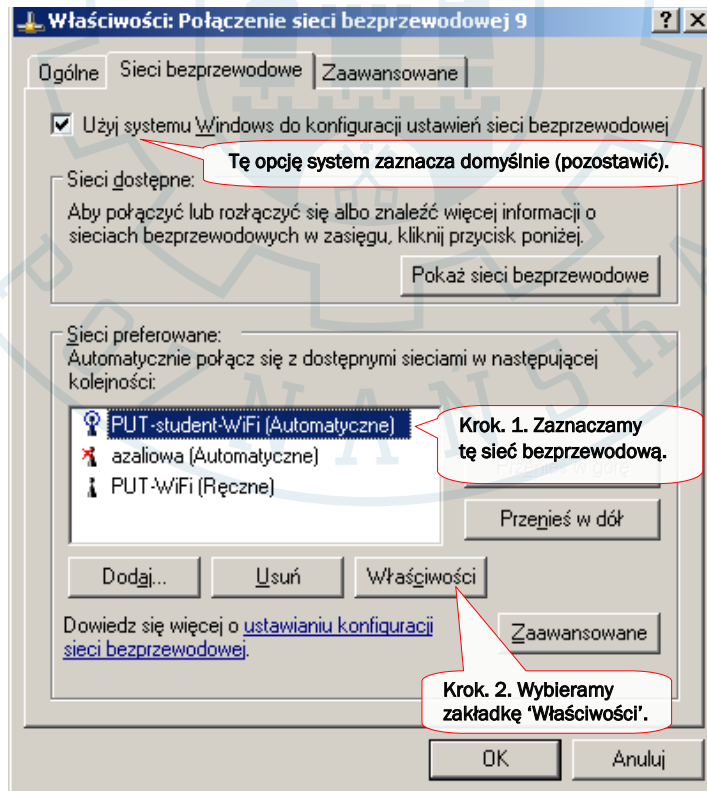 Właściwości: Połączenie sieci bezprzewodowej 9
Ogólne
Sieci bezprzewodowe
Zaawansowane
Użyj systemu Windows do konfiguracji ustawień sieci bezprzewodowej
Tę opcję system zaznacza domyślnie (pozostawić).
Sieci dostępne:
Aby połączyć lub rozłączyć się albo znaleźć więcej informacji o
sieciach bezprzewodowych w zasięgu, kliknij przycisk poniżej.
Pokaż sieci bezprzewodowe
Sieci preferowane:
Automatycznie połącz się z dostępnymi sieciami w następującej
kolejności:
PUT-student-WiFi (Automatyczne)
azaliowa (Automatyczne)
PUT-WiFi (Ręczne)
Krok. 1. Zaznaczamy
tę sieć bezprzewodową.
Przenieś w dół
Dodaj...
Usuń
Właściwości
Dowiedz się więcej o ustawianiu konfiguracji
sieci bezprzewodowej.
Zaawansowane
Krok. 2. Wybieramy
zakładkę ‘Właściwości’.
OK
Anuluj